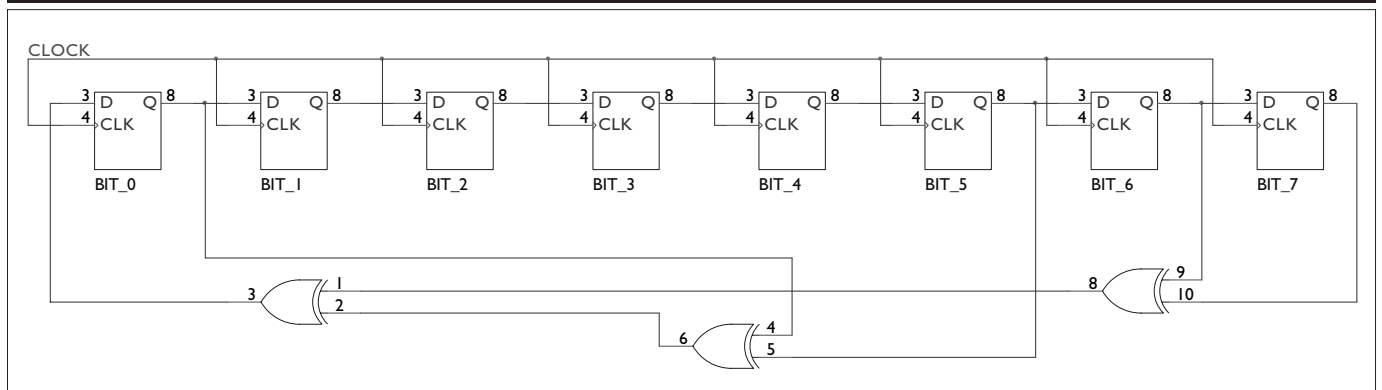 CLOCK
3 D Q 8 3 D Q 8 3 D Q 8 3 D Q 8 3 D Q 8 3 D Q 8 3 D Q 8 3 D Q 8
4 CLK 4 CLK 4 CLK 4 CLK 4 CLK 4 CLK 4 CLK 4 CLK
BIT_0 BIT_1 BIT_2 BIT_3 BIT_4 BIT_5 BIT_6 BIT_7
3 1 8 9
2 10
6 4
5